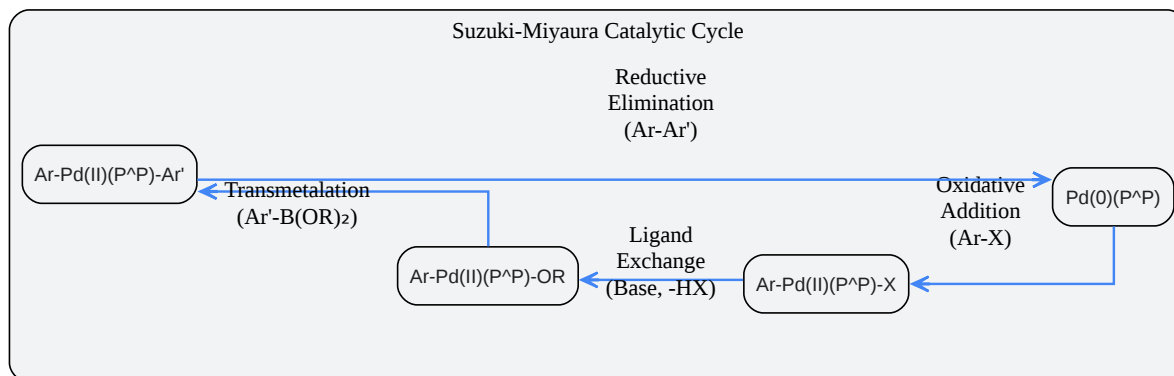 Suzuki-Miyaura Catalytic Cycle
Reductive
Elimination
(Ar-Ar')
Ar-Pd(II)(P^P)-Ar'
Transmetalation
(Ar'-B(OR)₂)
Oxidative
Addition
(Ar-X)
Pd(0)(P^P)
Ar-Pd(II)(P^P)-OR
Ligand
Exchange
(Base, -HX)
Ar-Pd(II)(P^P)-X